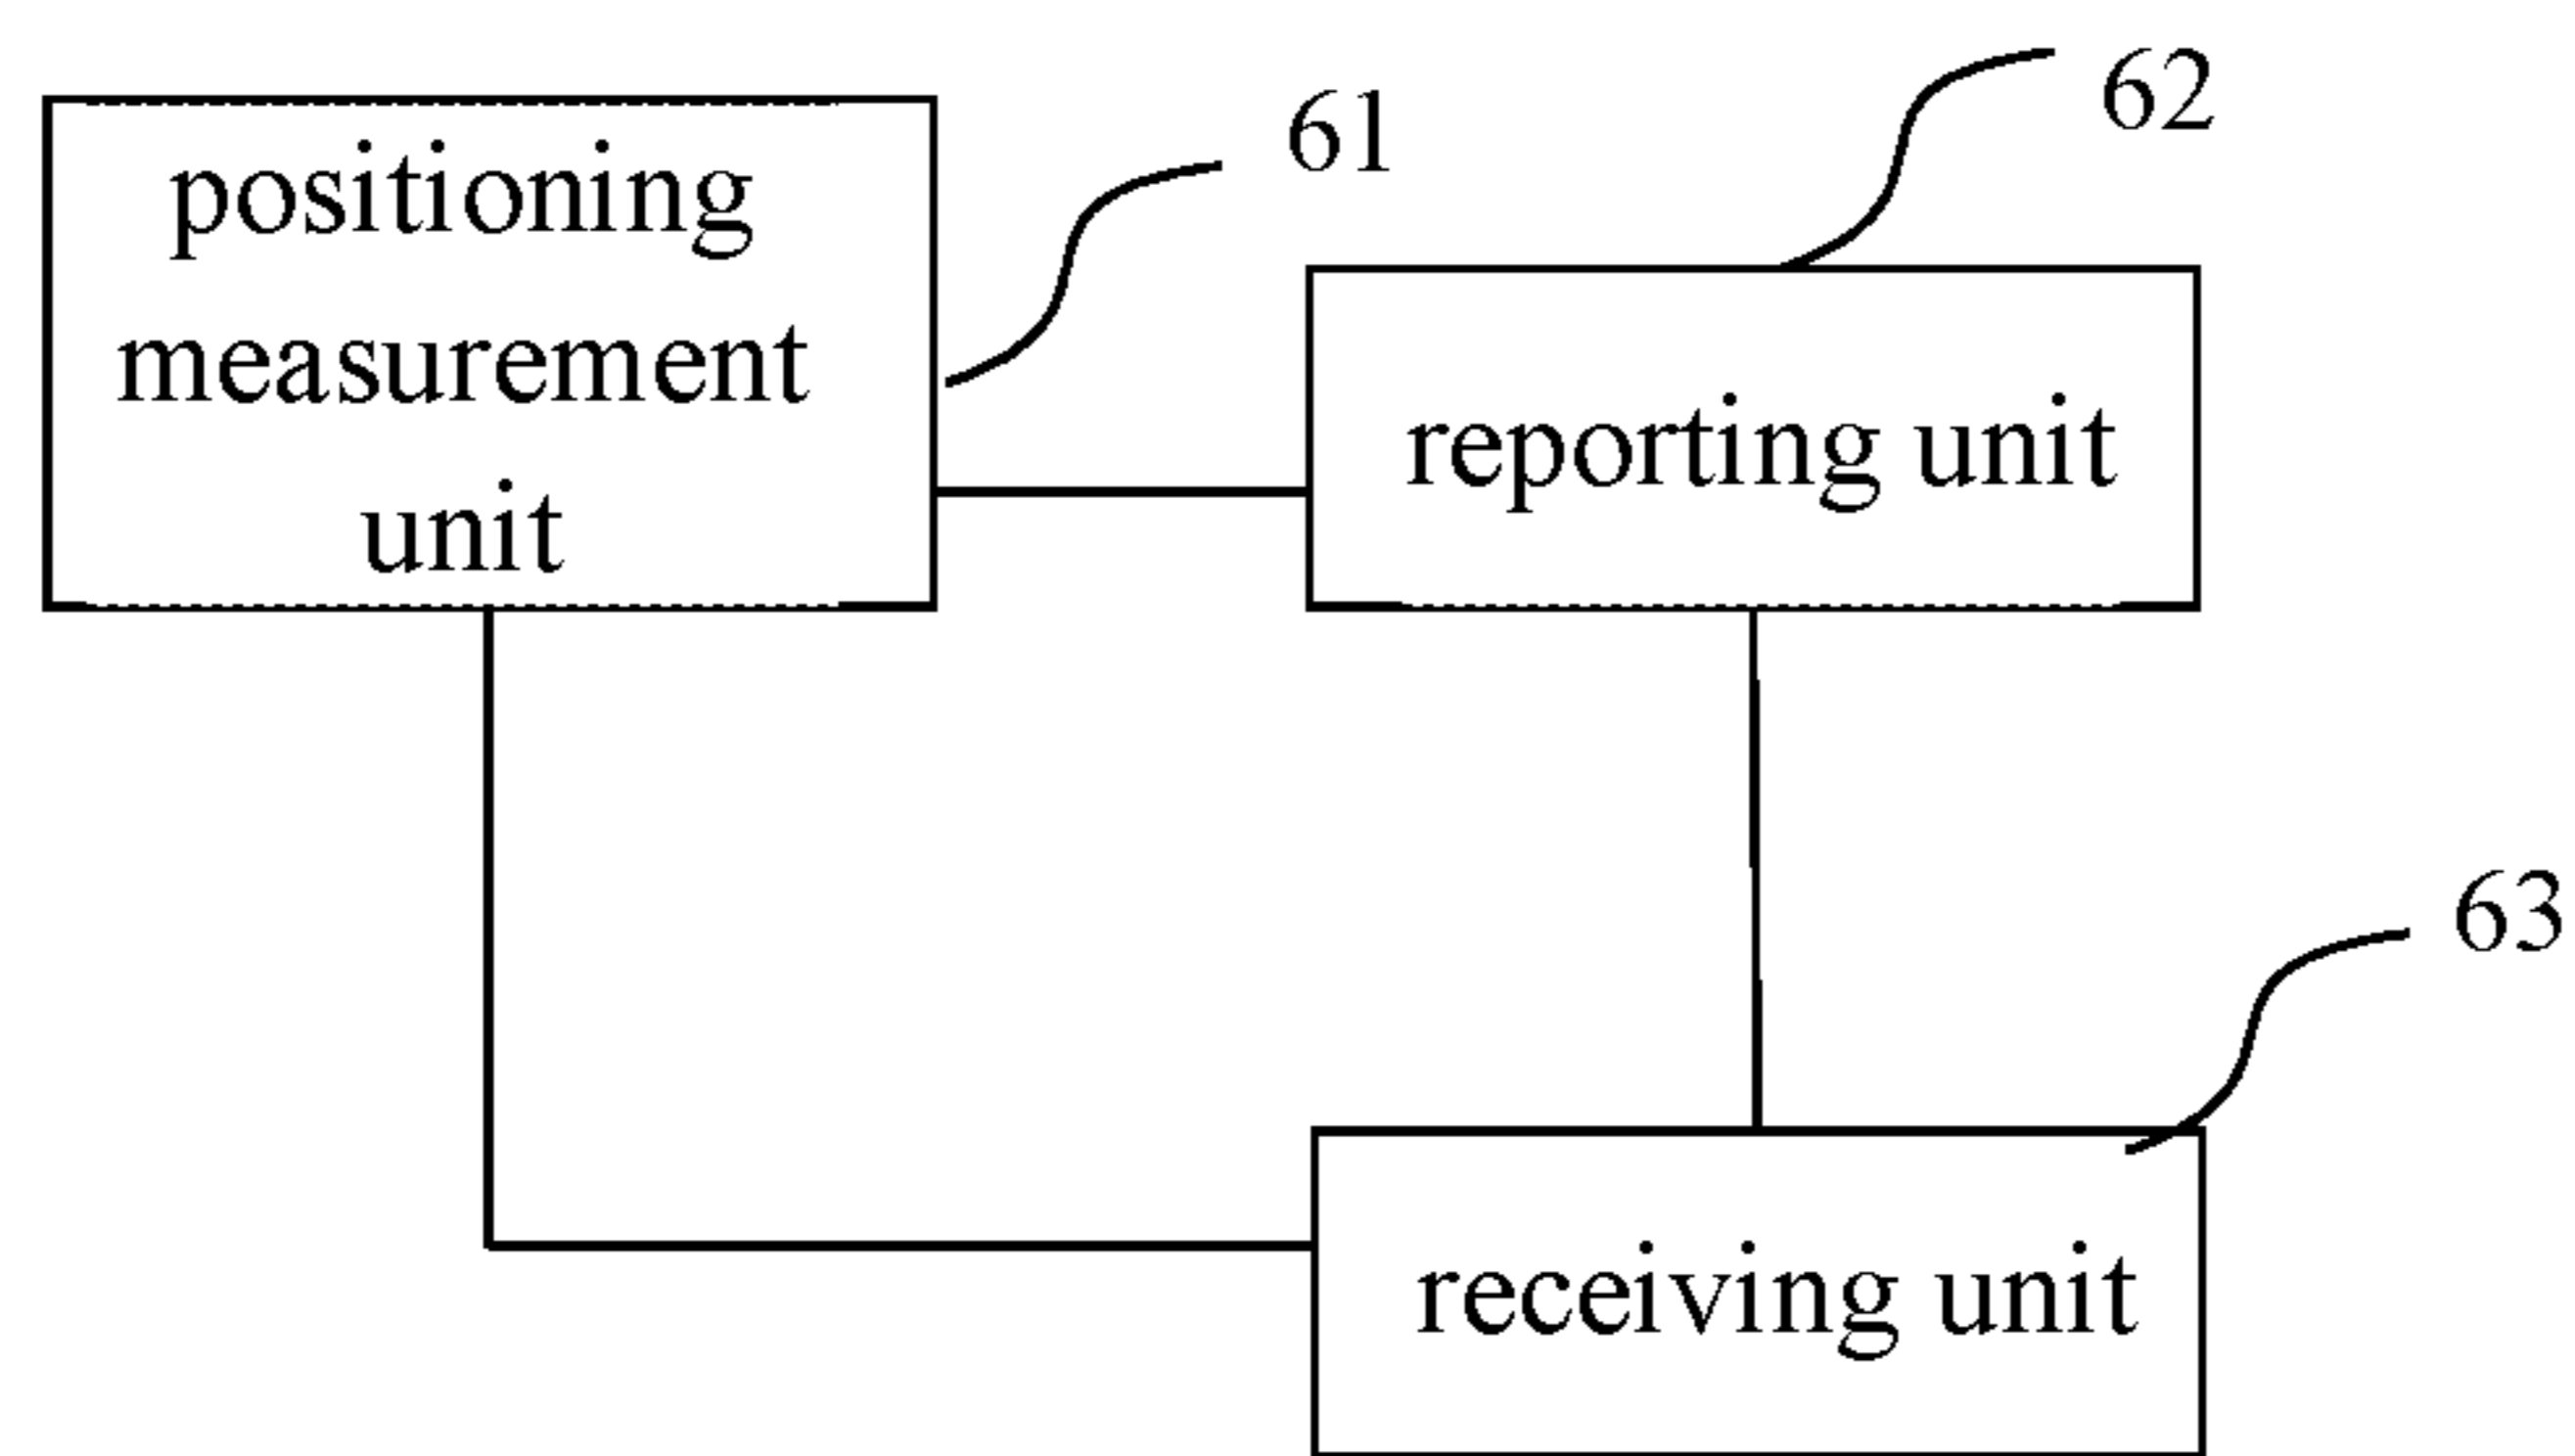 62
61
positioning
measurement
unit
reporting unit
63
receiving unit